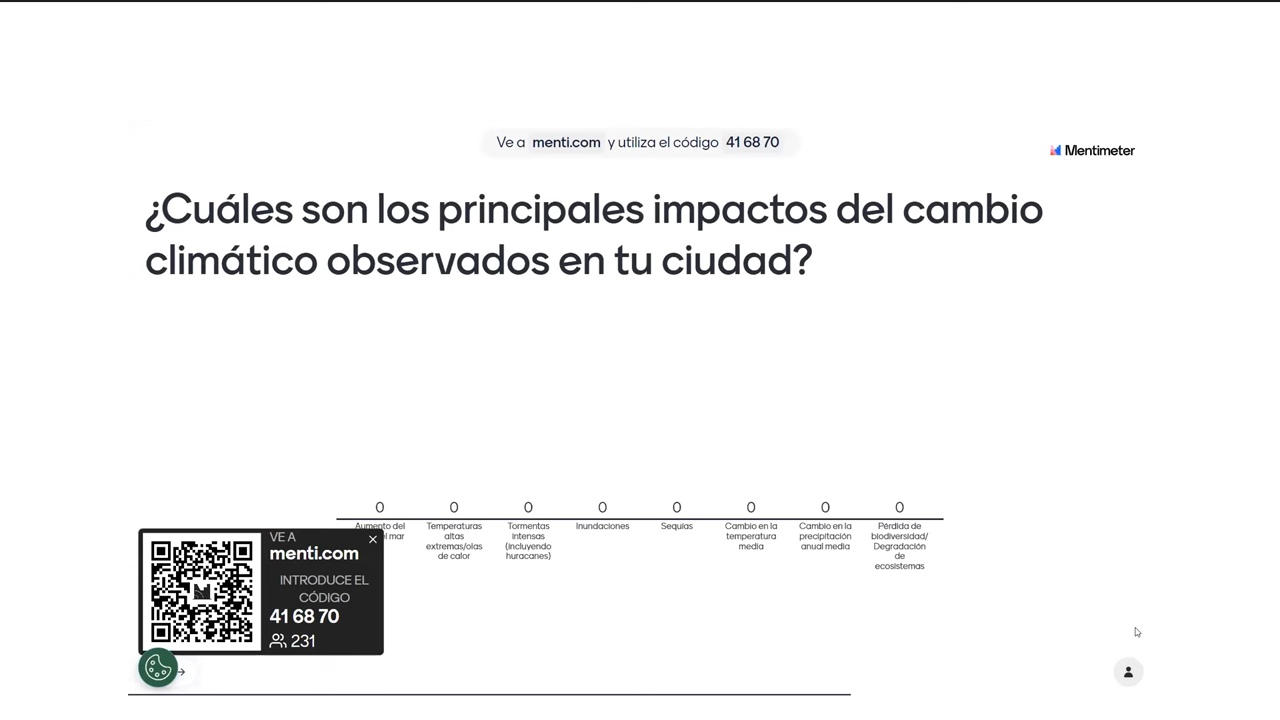 Ve a menti.com y utiliza el código 41 68 70
Mentimeter
¿Cuáles son los principales impactos del cambio
climático observados en tu ciudad?
0 0 0 0 0 0 0 0
Aumento del
el mar
Temperaturas
altas
extremas/olas
de calor
Tormentas
intensas
(incluyendo
huracanes)
Inundaciones
Sequías
Cambio en la
temperatura
media
Cambio en la
precipitación
anual media
Pérdida de
biodiversidad/
Degradación
de
ecosistemas
VE A
menti.com
INTRODUCE EL
CÓDIGO
41 68 70
231